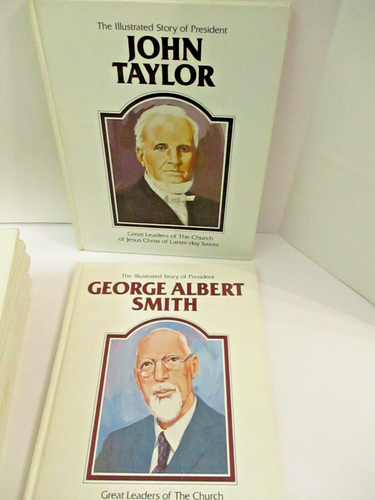 The Illustrated Story of President
JOHN
TAYLOR
Great Leaders of The Church
of Jesus Christ of Latter-day Saints
The Illustrated Story of President
GEORGE ALBERT
SMITH
Great Leaders of The Church